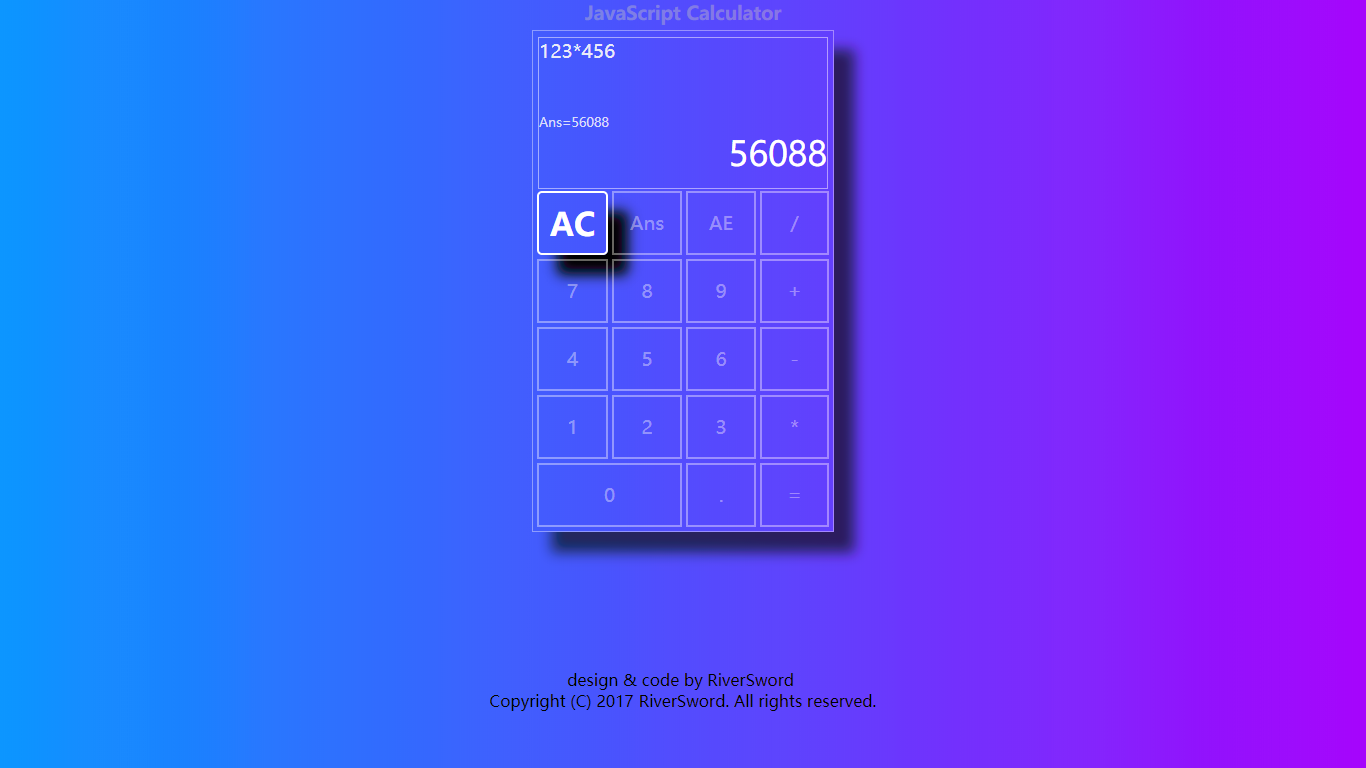 JavaScript Calculator
123*456
Ans=56088
56088
AC Ans AE /
7 8 9 +
4 5 6 -
1 2 3 *
0 . =
design & code by RiverSword
Copyright (C) 2017 RiverSword. All rights reserved.